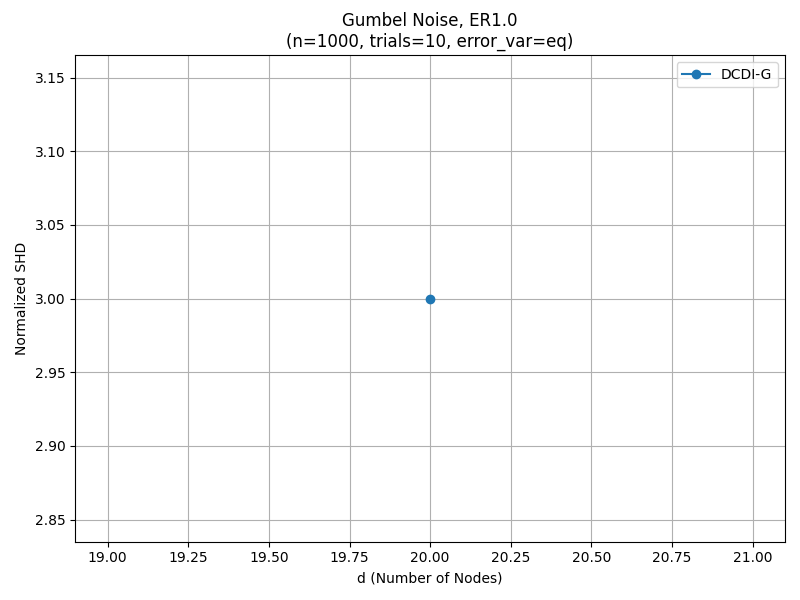 Gumbel Noise, ER1.0
(n=1000, trials=10, error_var=eq)
DCDI-G
Normalized SHD
3.15
3.10
3.05
3.00
2.95
2.90
2.85
19.00 19.25 19.50 19.75 20.00 20.25 20.50 20.75 21.00
d (Number of Nodes)